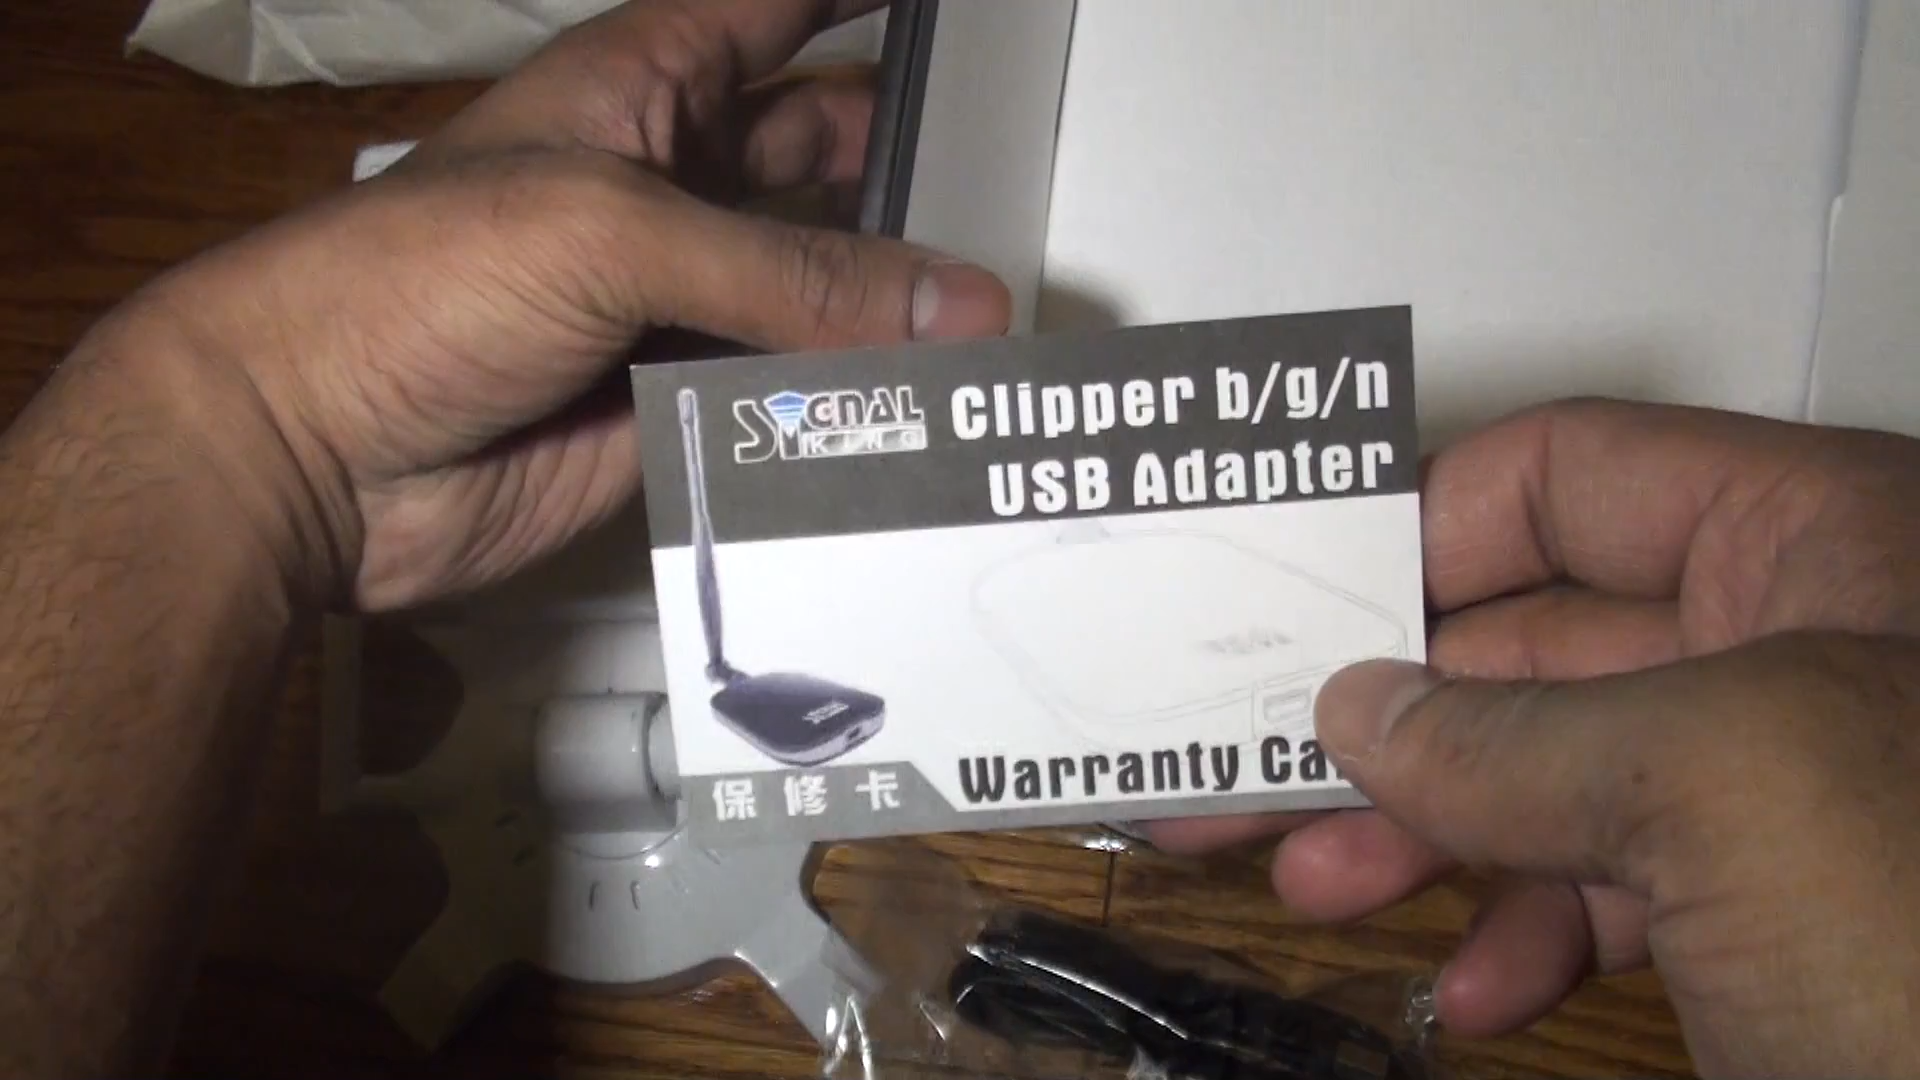 SIGNAL
KING
Clipper b/g/n
USB Adapter
Warranty Ca
保修卡